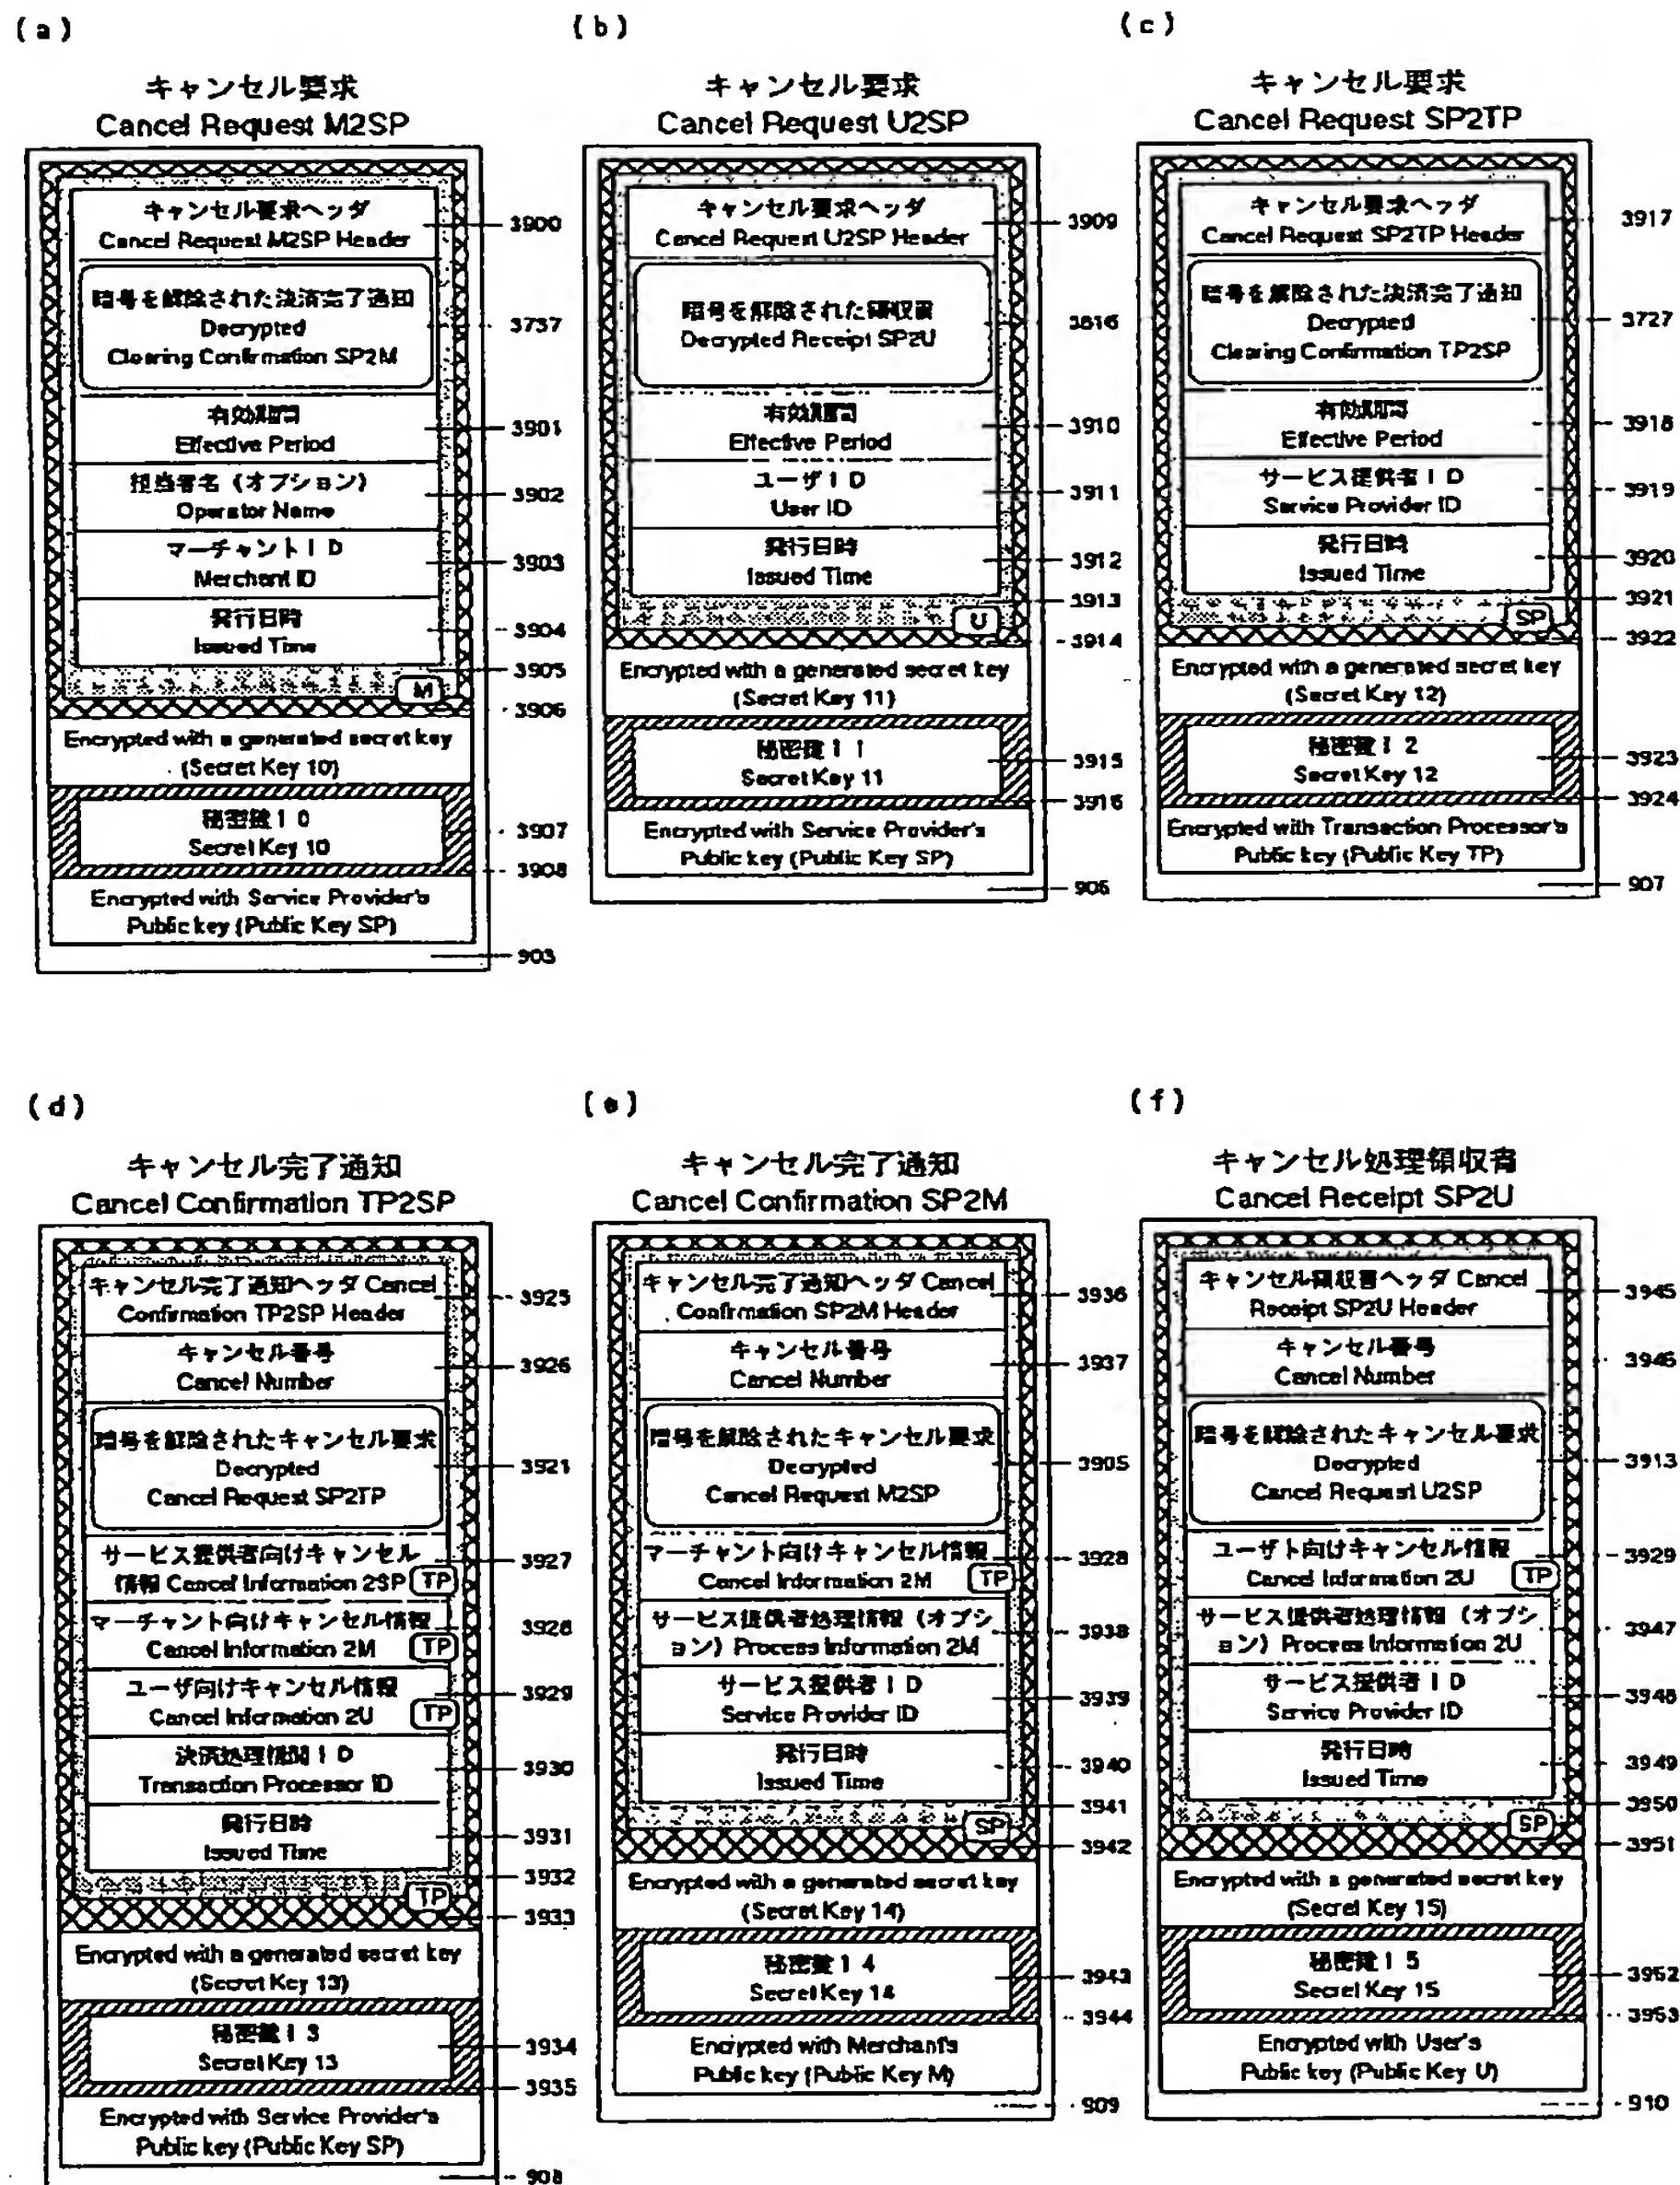 (a)
キャンセル要求
Cancel Request M2SP
キャンセル要求ヘッダ
Cancel Request M2SP Header
3900
暗号を解除された決済完了通知
Decrypted
Clearing Confirmation SP2M
3737
有効期間
Effective Period
3901
担当者名(オプション)
Operator Name
3902
マーチャントID
Merchant ID
3903
発行日時
Issued Time
3904
3905
M
3906
Encrypted with a generated secret key
(Secret Key 10)
秘密鍵10
Secret Key 10
3907
3908
Encrypted with Service Provider's
Public key (Public Key SP)
903
(b)
キャンセル要求
Cancel Request U2SP
キャンセル要求ヘッダ
Cancel Request U2SP Header
3909
暗号を解除された領収書
Decrypted Receipt SP2U
3816
有効期間
Effective Period
3910
ユーザID
User ID
3911
発行日時
Issued Time
3912
3913
U
3914
Encrypted with a generated secret key
(Secret Key 11)
秘密鍵11
Secret Key 11
3915
3916
Encrypted with Service Provider's
Public key (Public Key SP)
(c)
キャンセル要求
Cancel Request SP2TP
キャンセル要求ヘッダ
Cancel Request SP2TP Header
3917
暗号を解除された決済完了通知
Decrypted
Clearing Confirmation TP2SP
3727
有効期間
Effective Period
3918
サービス提供者ID
Service Provider ID
3919
発行日時
Issued Time
3920
3921
SP
3922
Encrypted with a generated secret key
(Secret Key 12)
秘密鍵12
Secret Key 12
3923
3924
Encrypted with Transaction Processor's
Public key (Public Key TP)
907
(d)
キャンセル完了通知
Cancel Confirmation TP2SP
キャンセル完了通知ヘッダ Cancel
Confirmation TP2SP Header
3925
キャンセル番号
Cancel Number
3926
暗号を解除されたキャンセル要求
Decrypted
Cancel Request SP2TP
3921
サービス提供者向けキャンセル
情報 Cancel Information 2SP
TP
3927
マーチャント向けキャンセル情報
Cancel Information 2M
TP
3928
ユーザ向けキャンセル情報
Cancel Information 2U
TP
3929
決済処理機関ID
Transaction Processor ID
3930
発行日時
Issued Time
3931
3932
TP
3933
Encrypted with a generated secret key
(Secret Key 13)
秘密鍵13
Secret Key 13
3934
3935
Encrypted with Service Provider's
Public key (Public Key SP)
908
(e)
キャンセル完了通知
Cancel Confirmation SP2M
キャンセル完了通知ヘッダ Cancel
Confirmation SP2M Header
3936
キャンセル番号
Cancel Number
3937
暗号を解除されたキャンセル要求
Decrypted
Cancel Request M2SP
3905
マーチャント向けキャンセル情報
Cancel Information 2M
TP
3928
サービス提供者処理情報(オプシ
ョン)Process Information 2M
3938
サービス提供者ID
Service Provider ID
3939
発行日時
Issued Time
3940
3941
SP
3942
Encrypted with a generated secret key
(Secret Key 14)
秘密鍵14
Secret Key 14
3943
3944
Encrypted with Merchant's
Public key (Public Key M)
909
(f)
キャンセル処理領収書
Cancel Receipt SP2U
キャンセル領収書ヘッダ Cancel
Receipt SP2U Header
3945
キャンセル番号
Cancel Number
3946
暗号を解除されたキャンセル要求
Decrypted
Cancel Request U2SP
3913
ユーザト向けキャンセル情報
Cancel Information 2U
TP
3929
サービス提供者処理情報(オプシ
ョン)Process Information 2U
3947
サービス提供者ID
Service Provider ID
3948
発行日時
Issued Time
3949
3950
SP
3951
Encrypted with a generated secret key
(Secret Key 15)
秘密鍵15
Secret Key 15
3952
3953
Encrypted with User's
Public key (Public Key U)
910